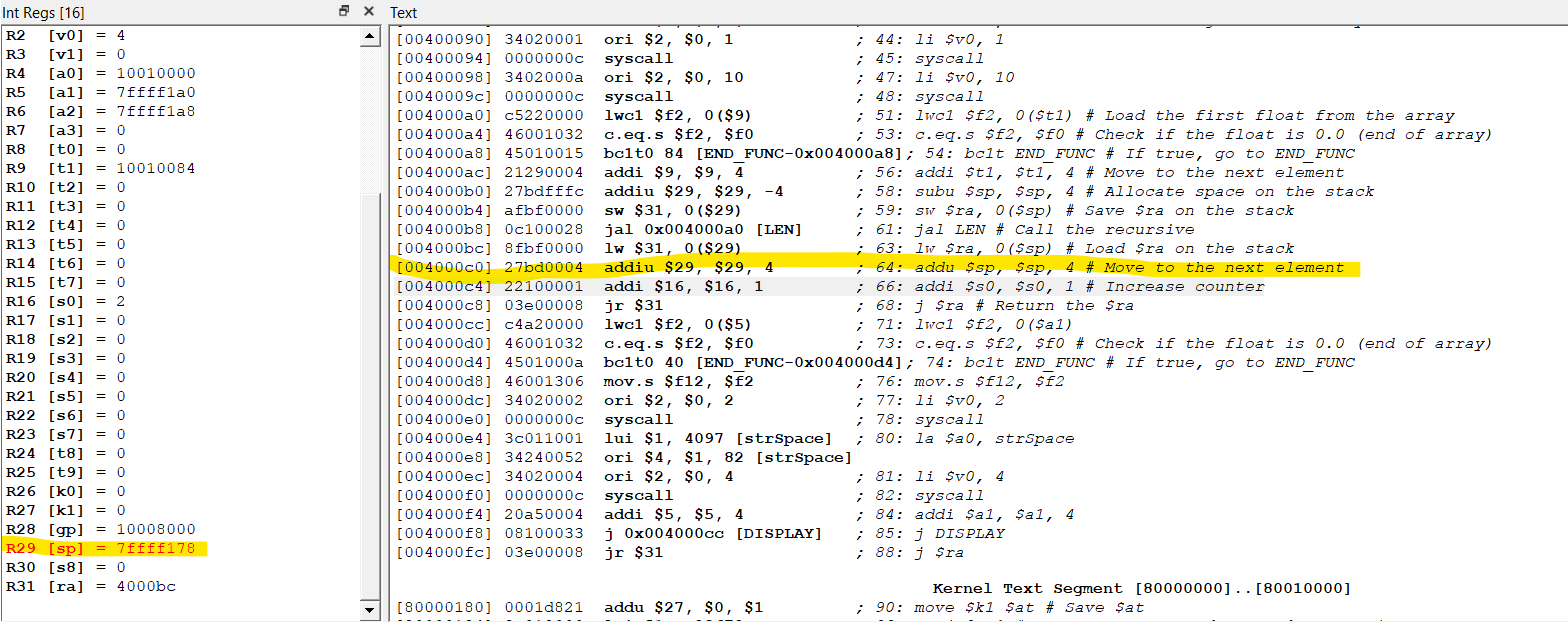 Int Regs [16]
R2 [v0] = 4
R3 [v1] = 0
R4 [a0] = 10010000
R5 [a1] = 7ffff1a0
R6 [a2] = 7ffff1a8
R7 [a3] = 0
R8 [t0] = 0
R9 [t1] = 10010084
R10 [t2] = 0
R11 [t3] = 0
R12 [t4] = 0
R13 [t5] = 0
R14 [t6] = 0
R15 [t7] = 0
R16 [s0] = 2
R17 [s1] = 0
R18 [s2] = 0
R19 [s3] = 0
R20 [s4] = 0
R21 [s5] = 0
R22 [s6] = 0
R23 [s7] = 0
R24 [t8] = 0
R25 [t9] = 0
R26 [k0] = 0
R27 [k1] = 0
R28 [gp] = 10008000
R29 [sp] = 7ffff178
R30 [s8] = 0
R31 [ra] = 4000bc
Text
[00400090] 34020001 ori $2, $0, 1 ; 44: li $v0, 1
[00400094] 0000000c syscall ; 45: syscall
[00400098] 3402000a ori $2, $0, 10 ; 47: li $v0, 10
[0040009c] 0000000c syscall ; 48: syscall
[004000a0] c5220000 lwc1 $f2, 0($9) ; 51: lwc1 $f2, 0($t1) # Load the first float from the array
[004000a4] 46001032 c.eq.s $f2, $f0 ; 53: c.eq.s $f2, $f0 # Check if the float is 0.0 (end of array)
[004000a8] 45010015 bc1t0 84 [END_FUNC-0x004000a8]; 54: bc1t END_FUNC # If true, go to END_FUNC
[004000ac] 21290004 addi $9, $9, 4 ; 56: addi $t1, $t1, 4 # Move to the next element
[004000b0] 27bdfffc addiu $29, $29, -4 ; 58: subu $sp, $sp, 4 # Allocate space on the stack
[004000b4] afbf0000 sw $31, 0($29) ; 59: sw $ra, 0($sp) # Save $ra on the stack
[004000b8] 0c100028 jal 0x004000a0 [LEN] ; 61: jal LEN # Call the recursive
[004000bc] 8fbf0000 lw $31, 0($29) ; 63: lw $ra, 0($sp) # Load $ra on the stack
[004000c0] 27bd0004 addiu $29, $29, 4 ; 64: addu $sp, $sp, 4 # Move to the next element
[004000c4] 22100001 addi $16, $16, 1 ; 66: addi $s0, $s0, 1 # Increase counter
[004000c8] 03e00008 jr $31 ; 68: j $ra # Return the $ra
[004000cc] c4a20000 lwc1 $f2, 0($5) ; 71: lwc1 $f2, 0($a1)
[004000d0] 46001032 c.eq.s $f2, $f0 ; 73: c.eq.s $f2, $f0 # Check if the float is 0.0 (end of array)
[004000d4] 4501000a bc1t0 40 [END_FUNC-0x004000d4]; 74: bc1t END_FUNC # If true, go to END_FUNC
[004000d8] 46001306 mov.s $f12, $f2 ; 76: mov.s $f12, $f2
[004000dc] 34020002 ori $2, $0, 2 ; 77: li $v0, 2
[004000e0] 0000000c syscall ; 78: syscall
[004000e4] 3c011001 lui $1, 4097 [strSpace] ; 80: la $a0, strSpace
[004000e8] 34240052 ori $4, $1, 82 [strSpace]
[004000ec] 34020004 ori $2, $0, 4 ; 81: li $v0, 4
[004000f0] 0000000c syscall ; 82: syscall
[004000f4] 20a50004 addi $5, $5, 4 ; 84: addi $a1, $a1, 4
[004000f8] 08100033 j 0x004000cc [DISPLAY] ; 85: j DISPLAY
[004000fc] 03e00008 jr $31 ; 88: j $ra
Kernel Text Segment [80000000]..[80010000]
[80000180] 0001d821 addu $27, $0, $1 ; 90: move $k1 $at # Save $at